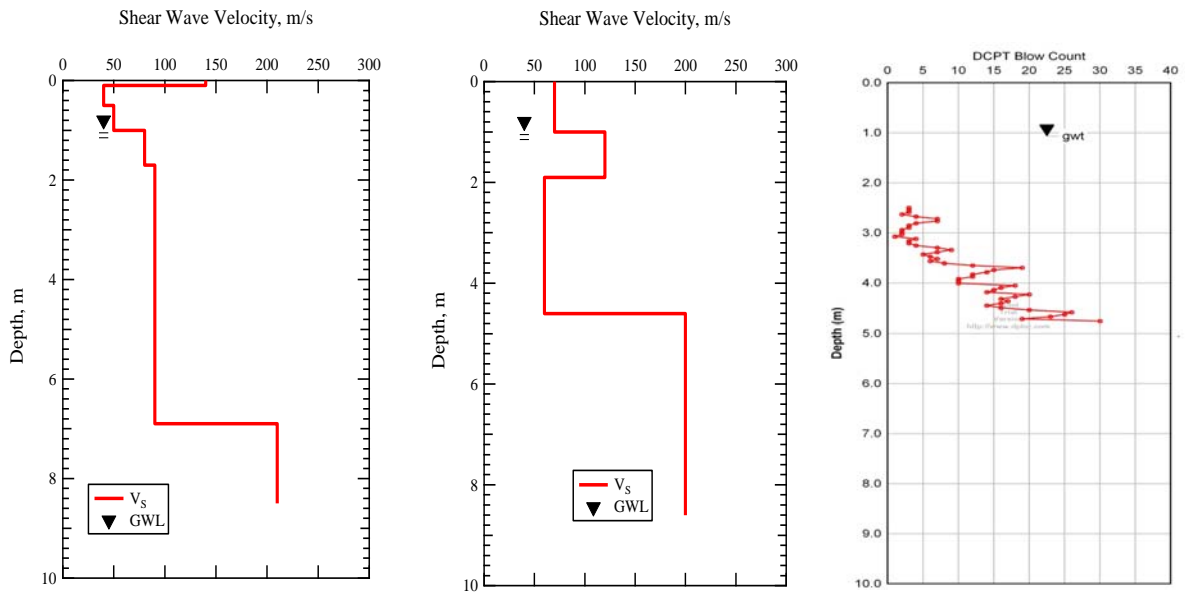 Shear Wave Velocity, m/s
0 50 100 150 200 250 300
0
2
4
6
8
10
Depth, m
V_S
GWL
Shear Wave Velocity, m/s
0 50 100 150 200 250 300
0
2
4
6
8
10
Depth, m
V_S
GWL
DCPT Blow Count
0 5 10 15 20 25 30 35 40
0.0
1.0
2.0
3.0
4.0
5.0
6.0
7.0
8.0
9.0
10.0
Depth (m)
gwt